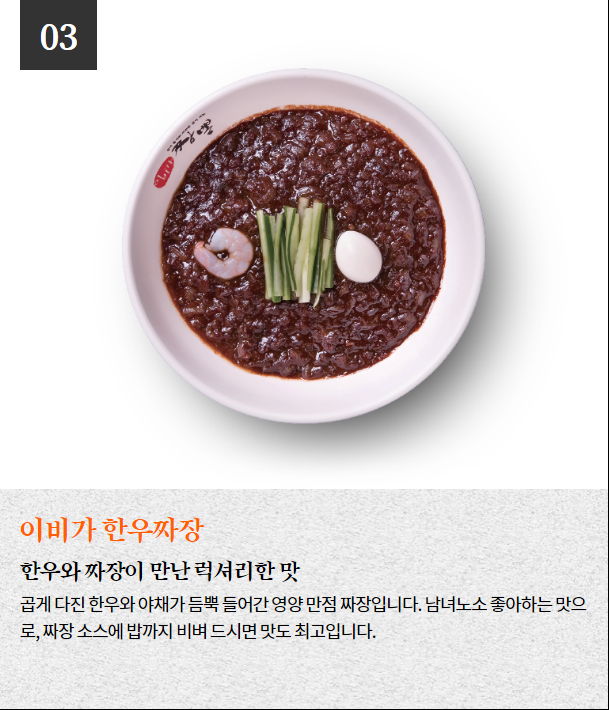 03
이비가 한우짜장
한우와 짜장이 만난 럭셔리한 맛
곱게 다진 한우와 야채가 듬뿍 들어간 영양 만점 짜장입니다. 남녀노소 좋아하는 맛으
로, 짜장 소스에 밥까지 비벼 드시면 맛도 최고입니다.